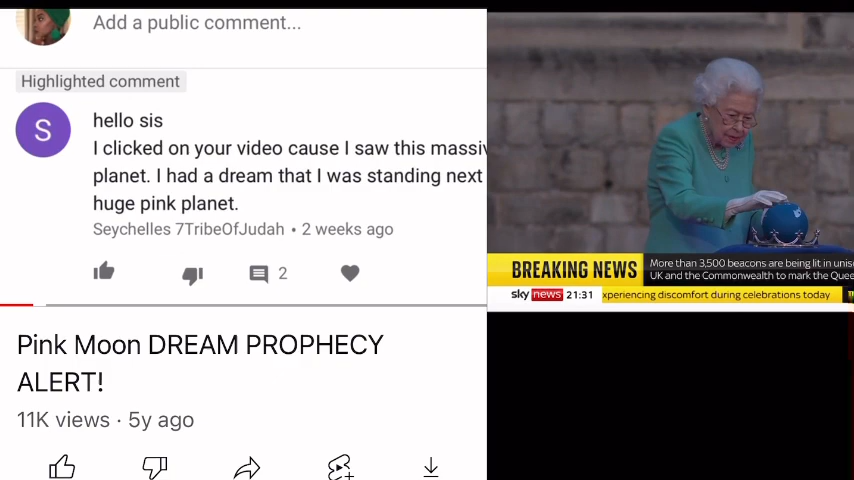 Add a public comment...
Highlighted comment
S
hello sis
I clicked on your video cause I saw this massiv
planet. I had a dream that I was standing next
huge pink planet.
Seychelles 7TribeOfJudah • 2 weeks ago
2
Pink Moon DREAM PROPHECY
ALERT!
11K views · 5y ago
BREAKING NEWS
More than 3,500 beacons are being lit in unis
UK and the Commonwealth to mark the Quee
sky news 21:31
xperiencing discomfort during celebrations today